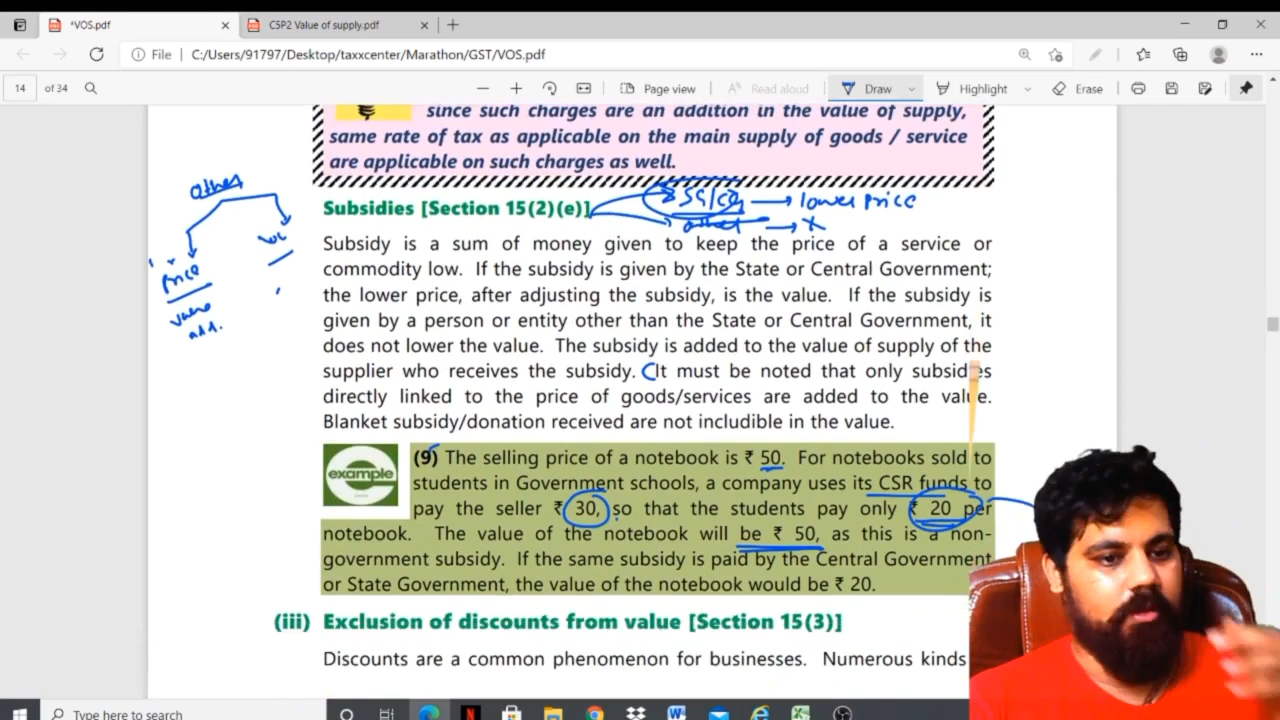 *VOS.pdf
C5P2 Value of supply.pdf
File C:/Users/91797/Desktop/taxxcenter/Marathon/GST/VOS.pdf
14 of 34 Page view Read aloud Draw Highlight Erase
since such charges are an addition in the value of supply,
same rate of tax as applicable on the main supply of goods / service
are applicable on such charges as well.
other
SG/CG → lower Price
Subsidies [Section 15(2)(e)]
other → X
Price
value
add.
Subsidy is a sum of money given to keep the price of a service or
commodity low. If the subsidy is given by the State or Central Government;
the lower price, after adjusting the subsidy, is the value. If the subsidy is
given by a person or entity other than the State or Central Government, it
does not lower the value. The subsidy is added to the value of supply of the
supplier who receives the subsidy. It must be noted that only subsidies
directly linked to the price of goods/services are added to the value.
Blanket subsidy/donation received are not includible in the value.
example
(9) The selling price of a notebook is ₹ 50. For notebooks sold to
students in Government schools, a company uses its CSR funds to
pay the seller ₹ 30, so that the students pay only ₹ 20 per
notebook. The value of the notebook will be ₹ 50, as this is a non-
government subsidy. If the same subsidy is paid by the Central Government
or State Government, the value of the notebook would be ₹ 20.
(iii) Exclusion of discounts from value [Section 15(3)]
Discounts are a common phenomenon for businesses. Numerous kinds
Type here to search